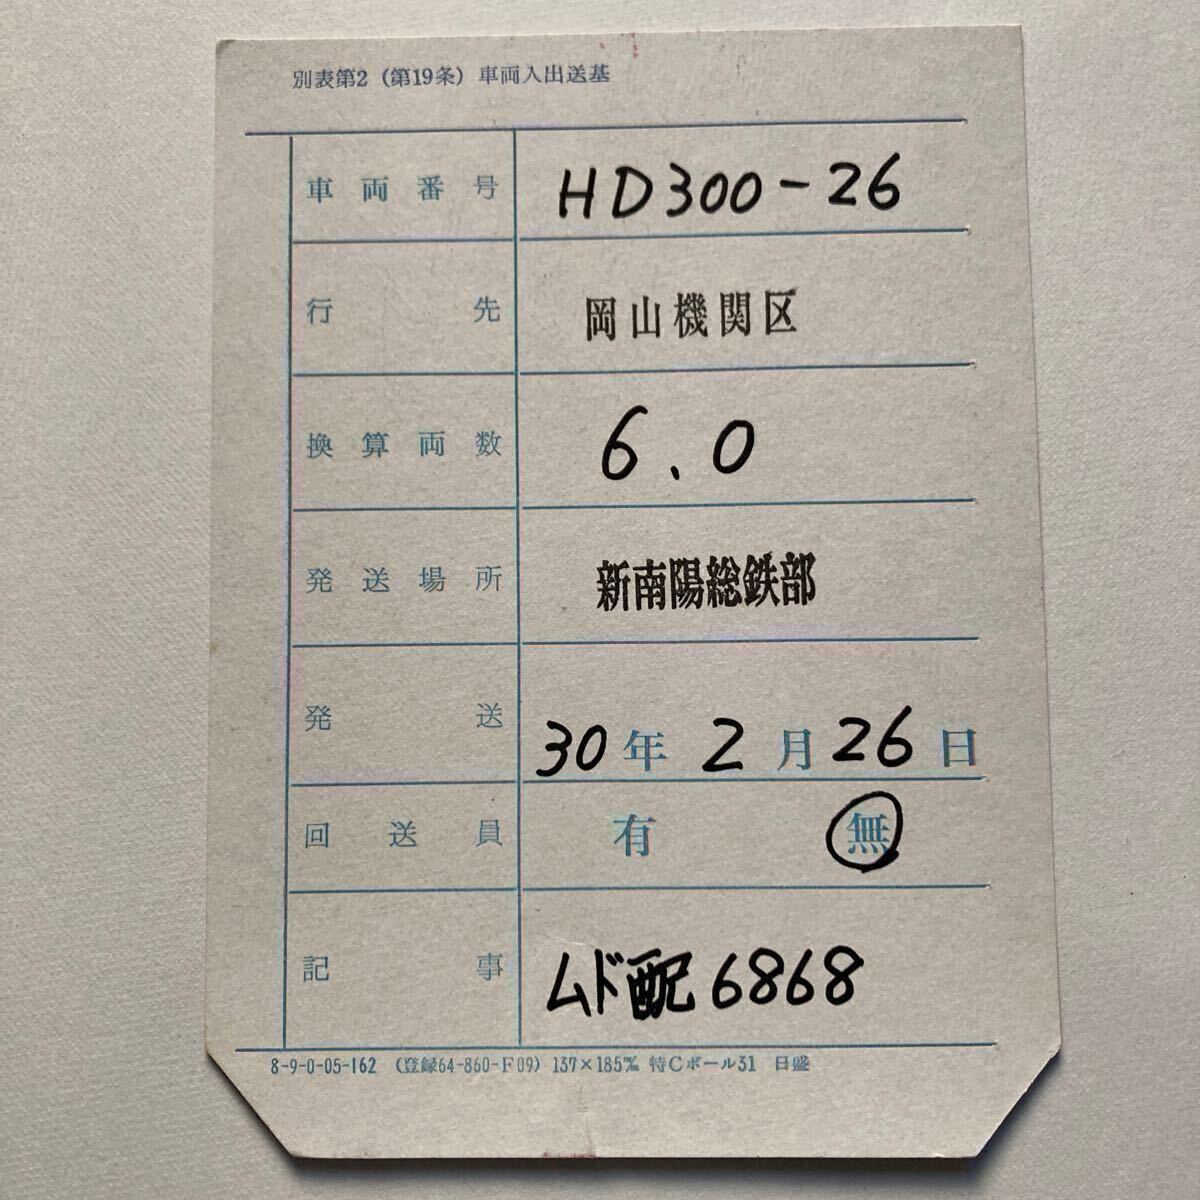 別表第2（第19条）車両入出送基
車両番号 HD300-26
行先 岡山機関区
換算両数 6.0
発送場所 新南陽総鉄部
発送 30年2月26日
回送員 有 無
記事 ムド配6868
8-9-0-05-162 （登録64-860-F09）137×185㎜ 特Cボール31 日盛